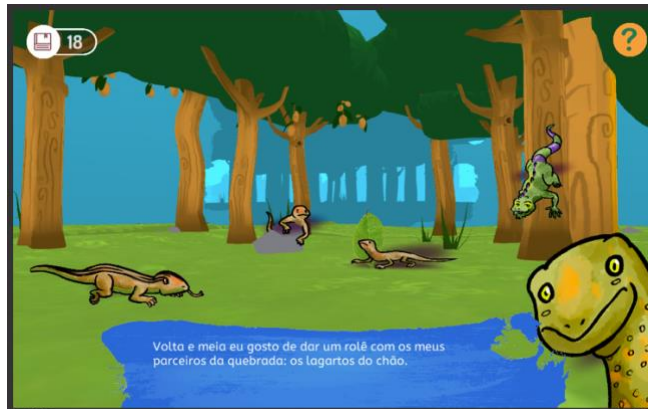 18
?
Volta e meia eu gosto de dar um rolê com os meus
parceiros da quebrada: os lagartos do chão.